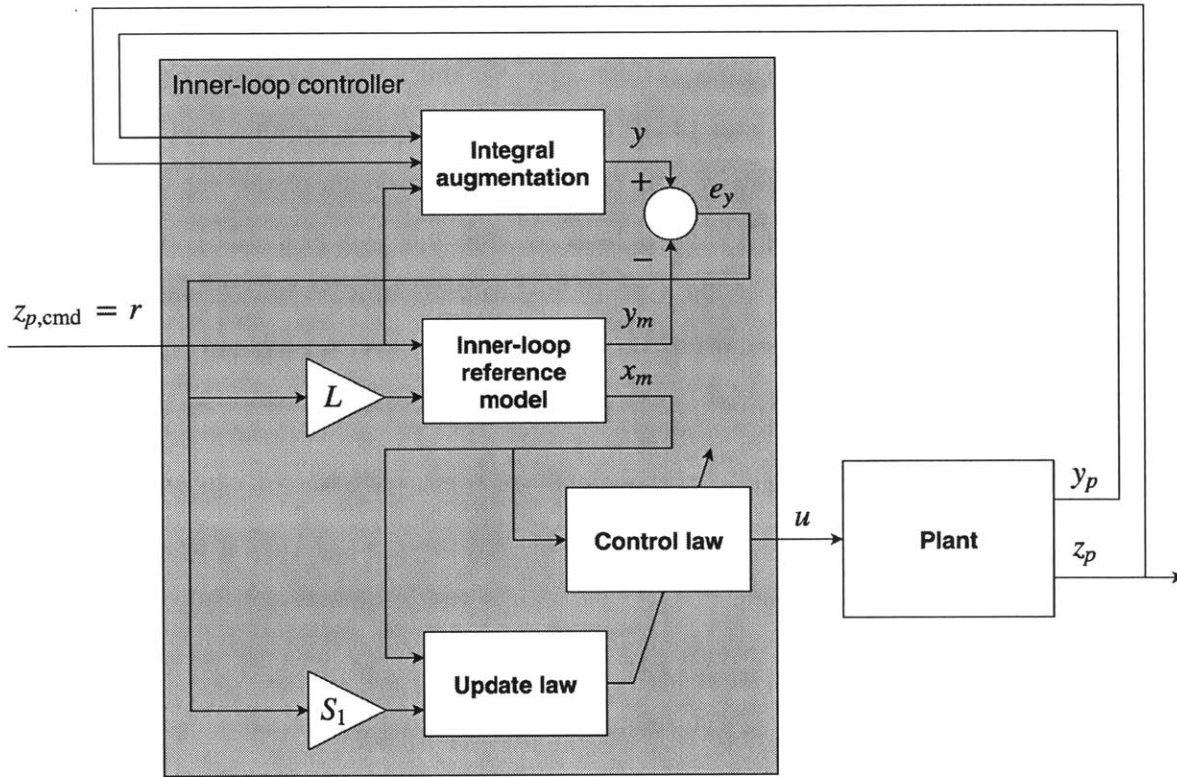 Inner-loop controller
Integral
augmentation
y
+
e_y
−
z_{p,cmd} = r
y_m
Inner-loop
reference
model
x_m
L
Control law
u
Plant
y_p
z_p
Update law
S_1